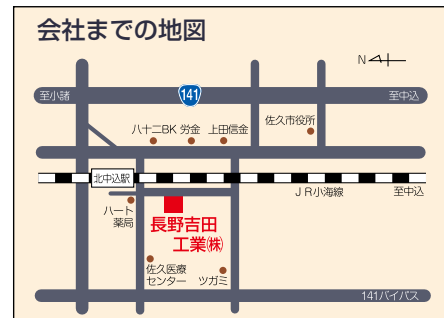 会社までの地図
N
至小諸
141
至中込
八十二BK 労金 上田信金
佐久市役所
北中込駅
JR小海線
至中込
ハート
薬局
長野吉田
工業㈱
佐久医療
センター
ツガミ
141バイパス